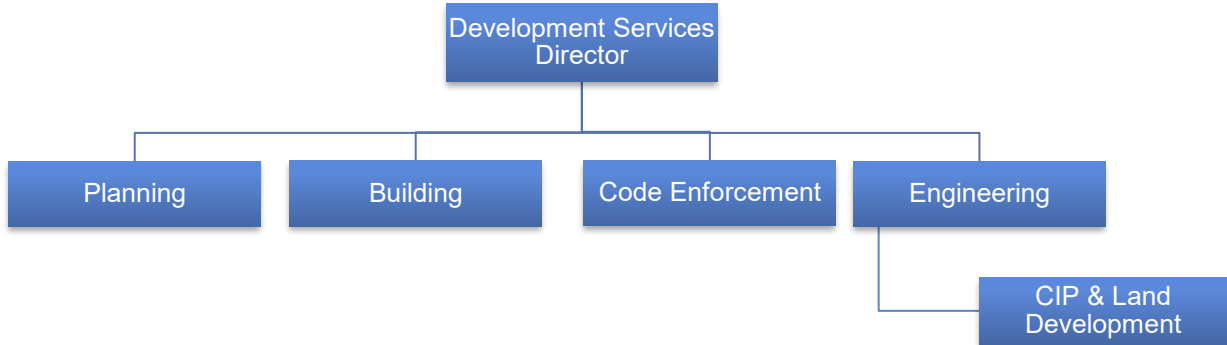 Development Services
Director
Planning
Building
Code Enforcement
Engineering
CIP & Land
Development